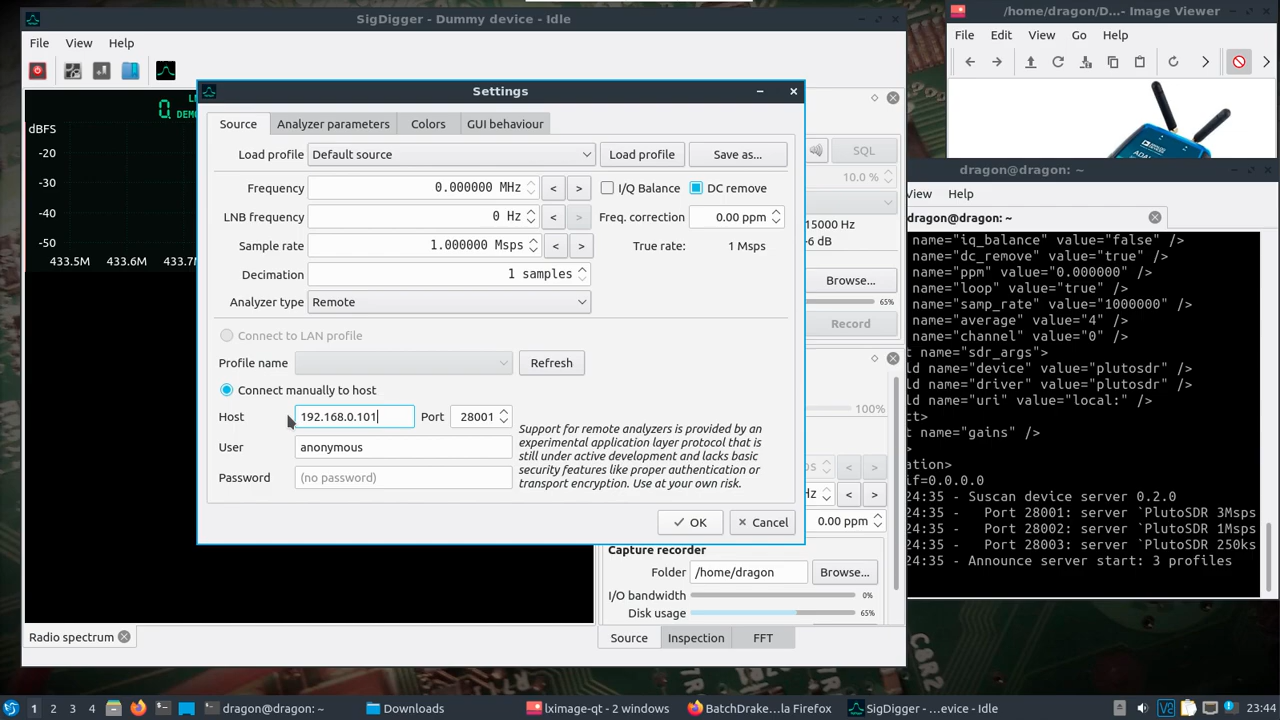 SigDigger - Dummy device - Idle
File View Help
dBFS
-20
-30
-40
-50
433.5M 433.6M 433.7M
Settings
Source Analyzer parameters Colors GUI behaviour
Load profile Default source Load profile Save as...
Frequency 0.000000 MHz < > I/Q Balance DC remove
LNB frequency 0 Hz < > Freq. correction 0.00 ppm
Sample rate 1.000000 Msps < > True rate: 1 Msps
Decimation 1 samples
Analyzer type Remote
Connect to LAN profile
Profile name Refresh
Connect manually to host
Host 192.168.0.101 Port 28001
User anonymous
Password (no password)
Support for remote analyzers is provided by an
experimental application layer protocol that is
still under active development and lacks basic
security features like proper authentication or
transport encryption. Use at your own risk.
OK Cancel
SQL
10.0 %
15000 Hz
-6 dB
Browse...
65%
Record
100%
< >
Hz < >
0.00 ppm
Capture recorder
Folder /home/dragon Browse...
I/O bandwidth 0%
Disk usage 65%
Source Inspection FFT
Radio spectrum
/home/dragon/D...- Image Viewer
File Edit View Go Help
dragon@dragon: ~
View Help
dragon@dragon: ~
name="iq_balance" value="false" />
name="dc_remove" value="true" />
name="ppm" value="0.000000" />
name="loop" value="true" />
name="samp_rate" value="1000000" />
name="average" value="4" />
name="channel" value="0" />
t name="sdr_args">
name="device" value="plutosdr" />
name="driver" value="plutosdr" />
name="uri" value="local:" />
ct>
t name="gains" />
>
ation>
if=0.0.0.0
24:35 - Suscan device server 0.2.0
24:35 - Port 28001: server `PlutoSDR 3Msps
24:35 - Port 28002: server `PlutoSDR 1Msps
24:35 - Port 28003: server `PlutoSDR 250ks
24:35 - Announce server start: 3 profiles
1 2 3 4 dragon@dragon: ~ Downloads lximage-qt - 2 windows BatchDrake...la Firefox SigDigger - ...evice - Idle V2 23:44